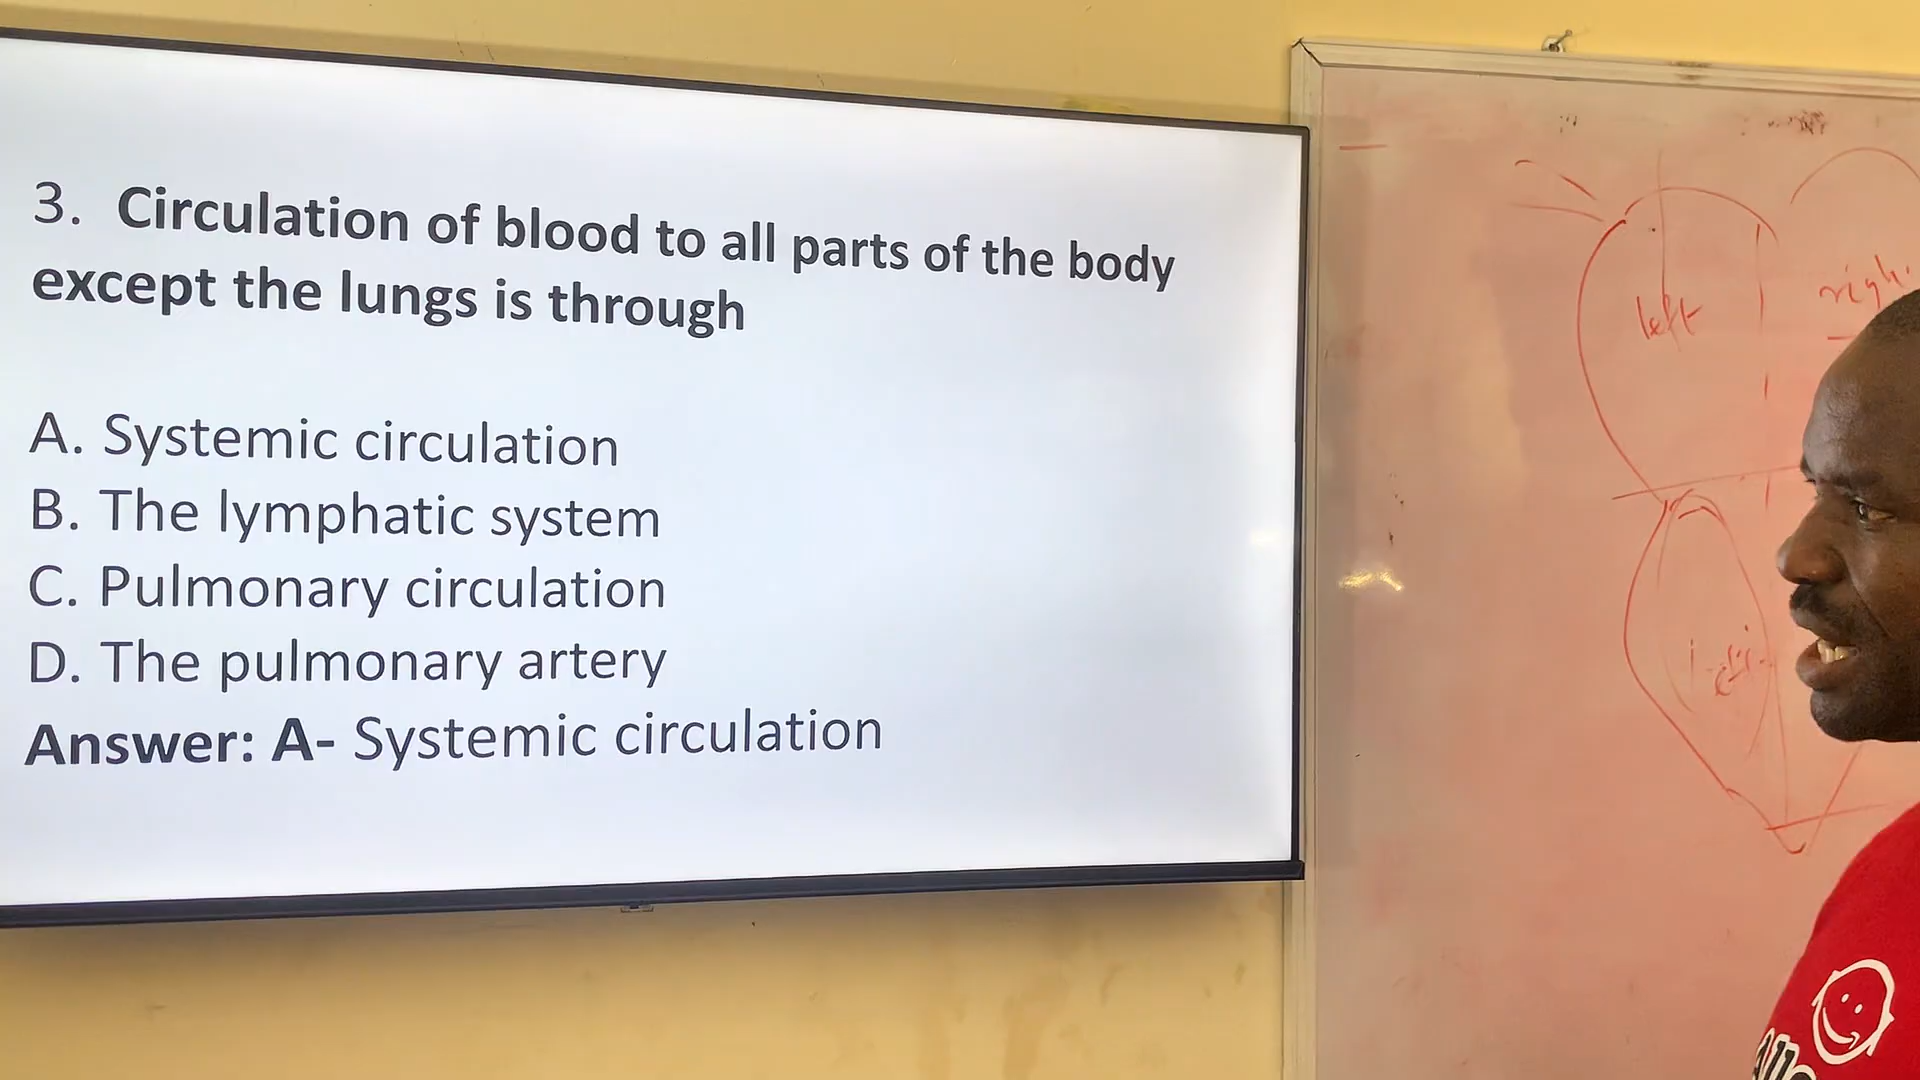 3. Circulation of blood to all parts of the body
except the lungs is through
A. Systemic circulation
B. The lymphatic system
C. Pulmonary circulation
D. The pulmonary artery
Answer: A- Systemic circulation
left
right